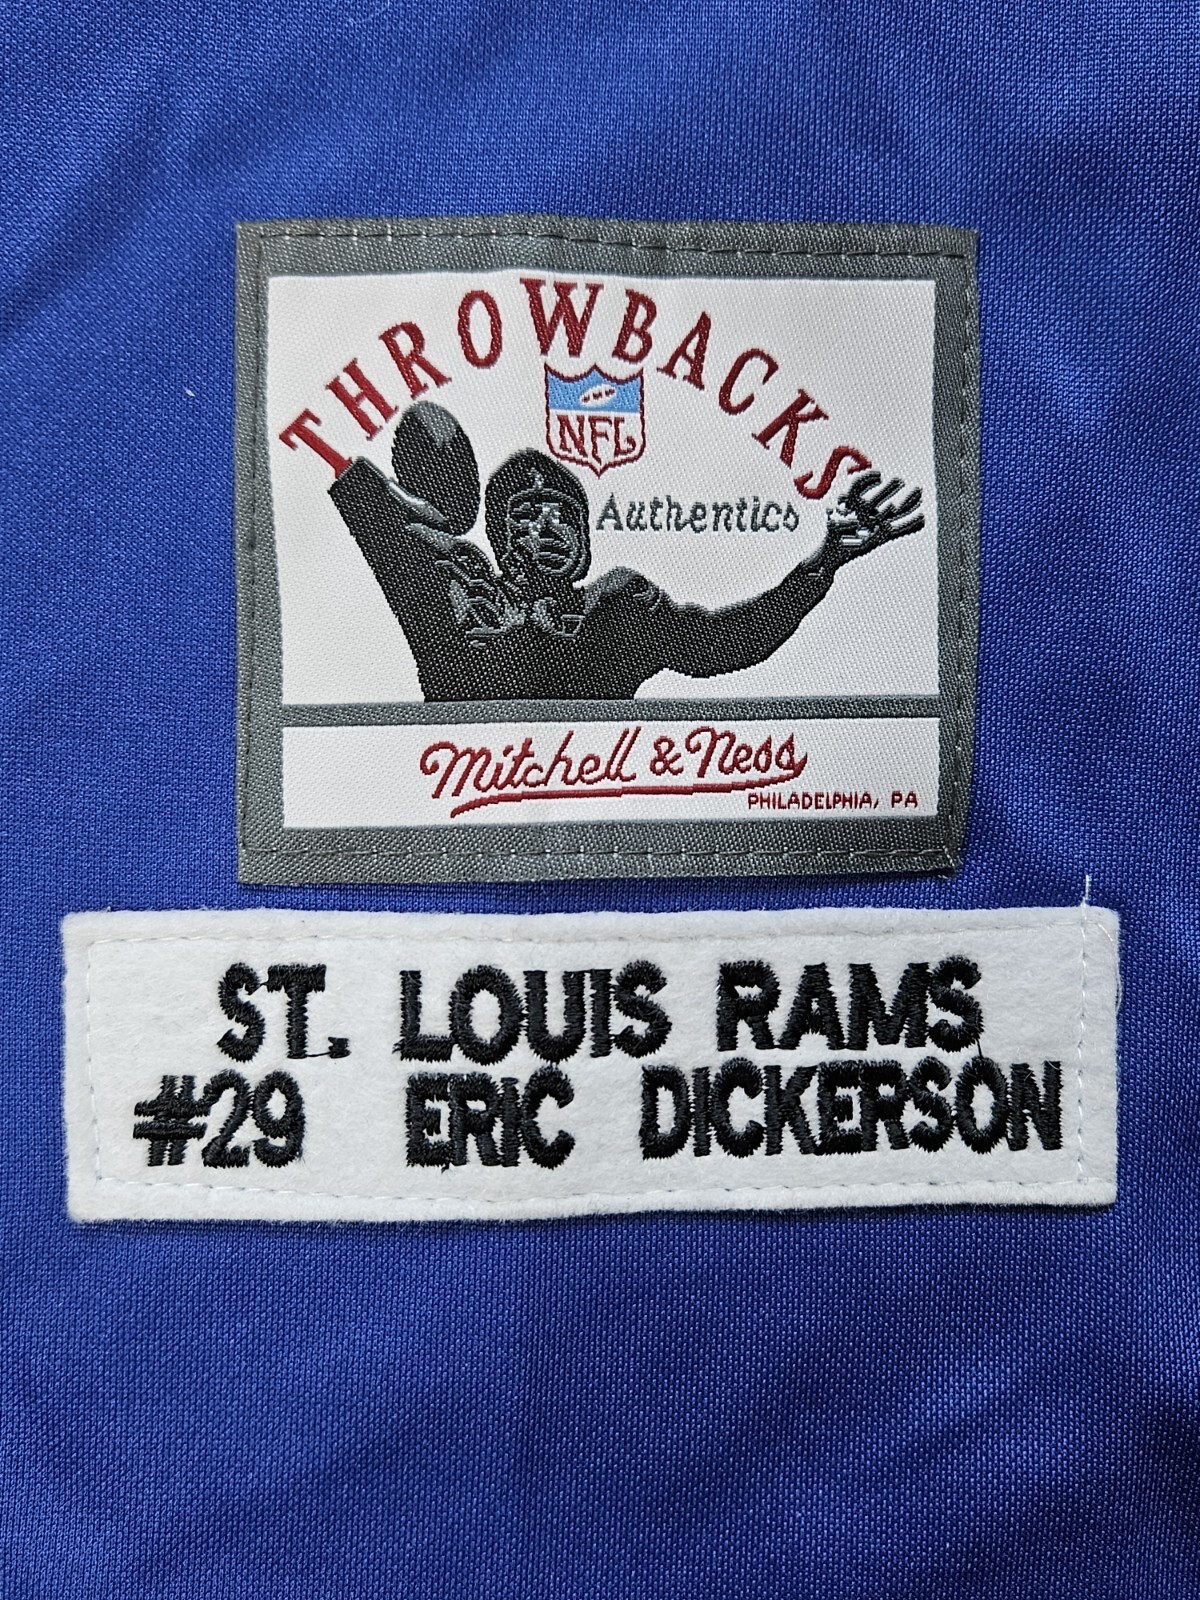 THROWBACKS
NFL
Authentics
Mitchell & Ness
PHILADELPHIA, PA
ST. LOUIS RAMS
#29 ERIC DICKERSON